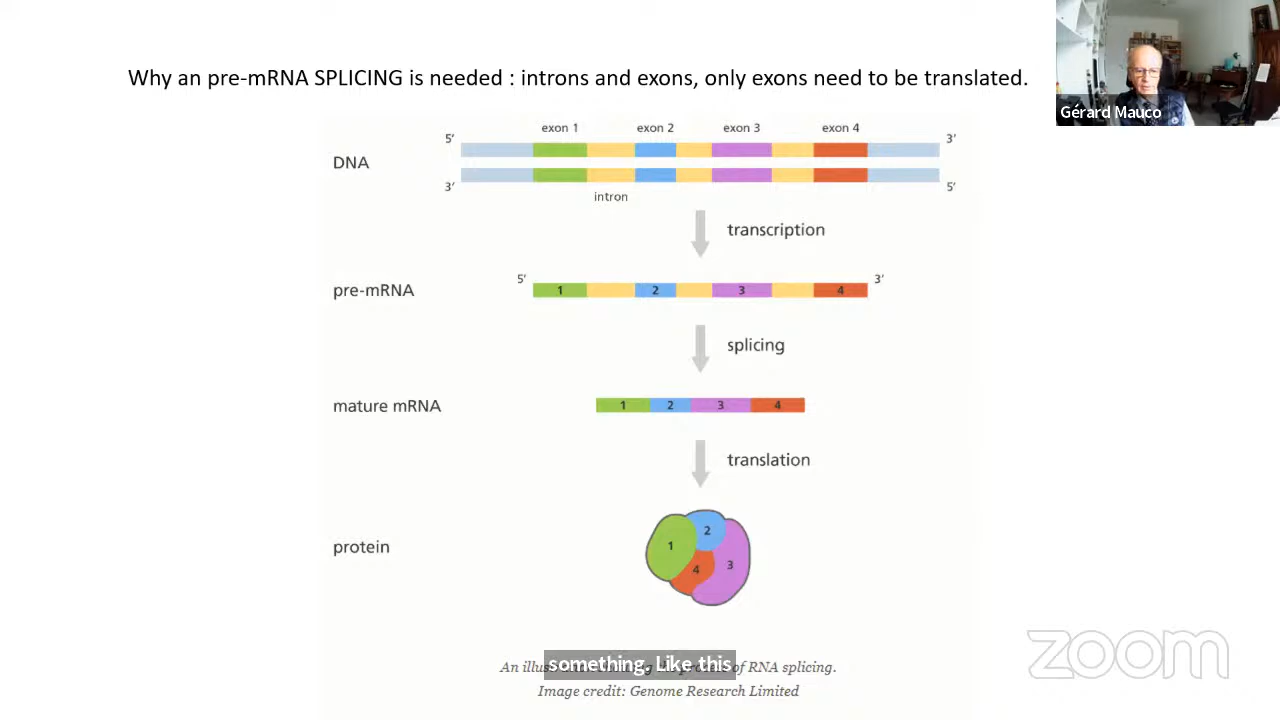 Why an pre-mRNA SPLICING is needed : introns and exons, only exons need to be translated.
Gérard Mauco
exon 1 exon 2 exon 3 exon 4
5′ 3′
DNA
3′ 5′
intron
transcription
5′ 3′
pre-mRNA 1 2 3 4
splicing
mature mRNA 1 2 3 4
translation
protein 1 2 3 4
zoom
something. Like this
An of RNA splicing.
Image credit: Genome Research Limited